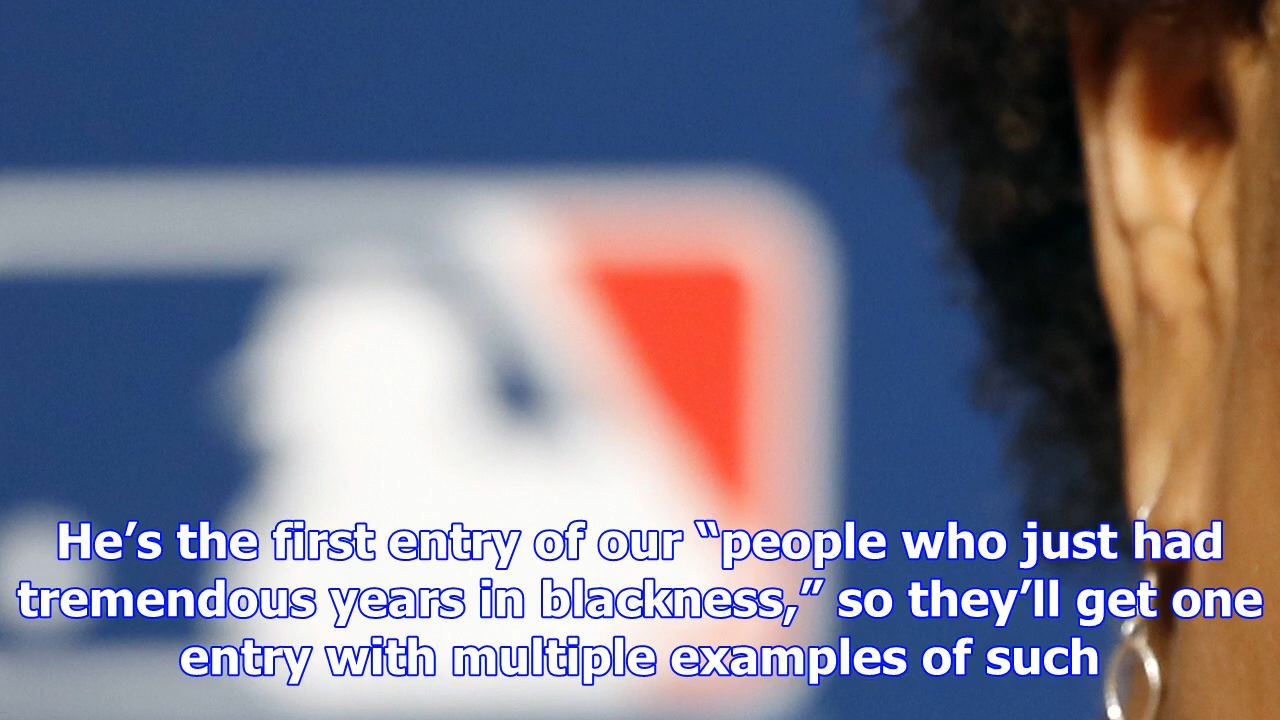 He’s the first entry of our “people who just had
tremendous years in blackness,” so they’ll get one
entry with multiple examples of such